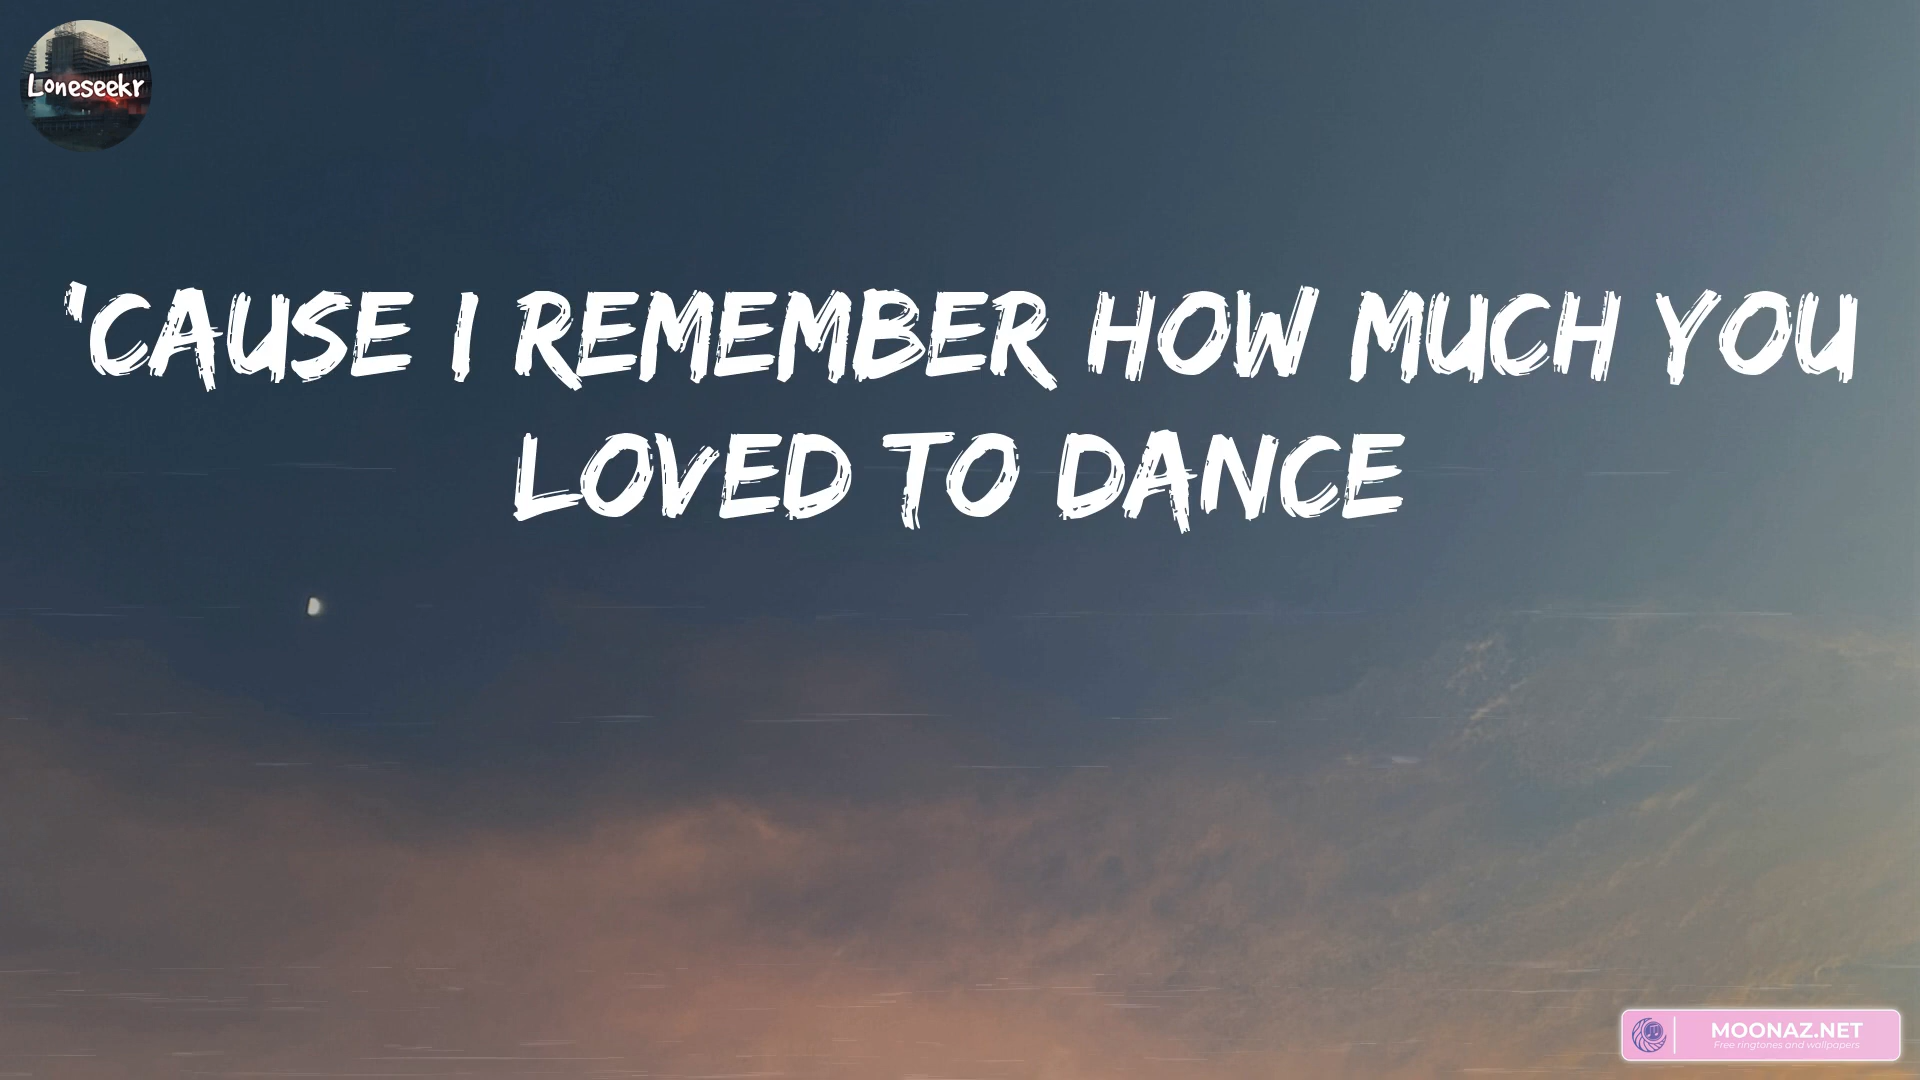 Loneseekr
'CAUSE I REMEMBER HOW MUCH YOU
LOVED TO DANCE
MOONAZ.NET
Free ringtones and wallpapers